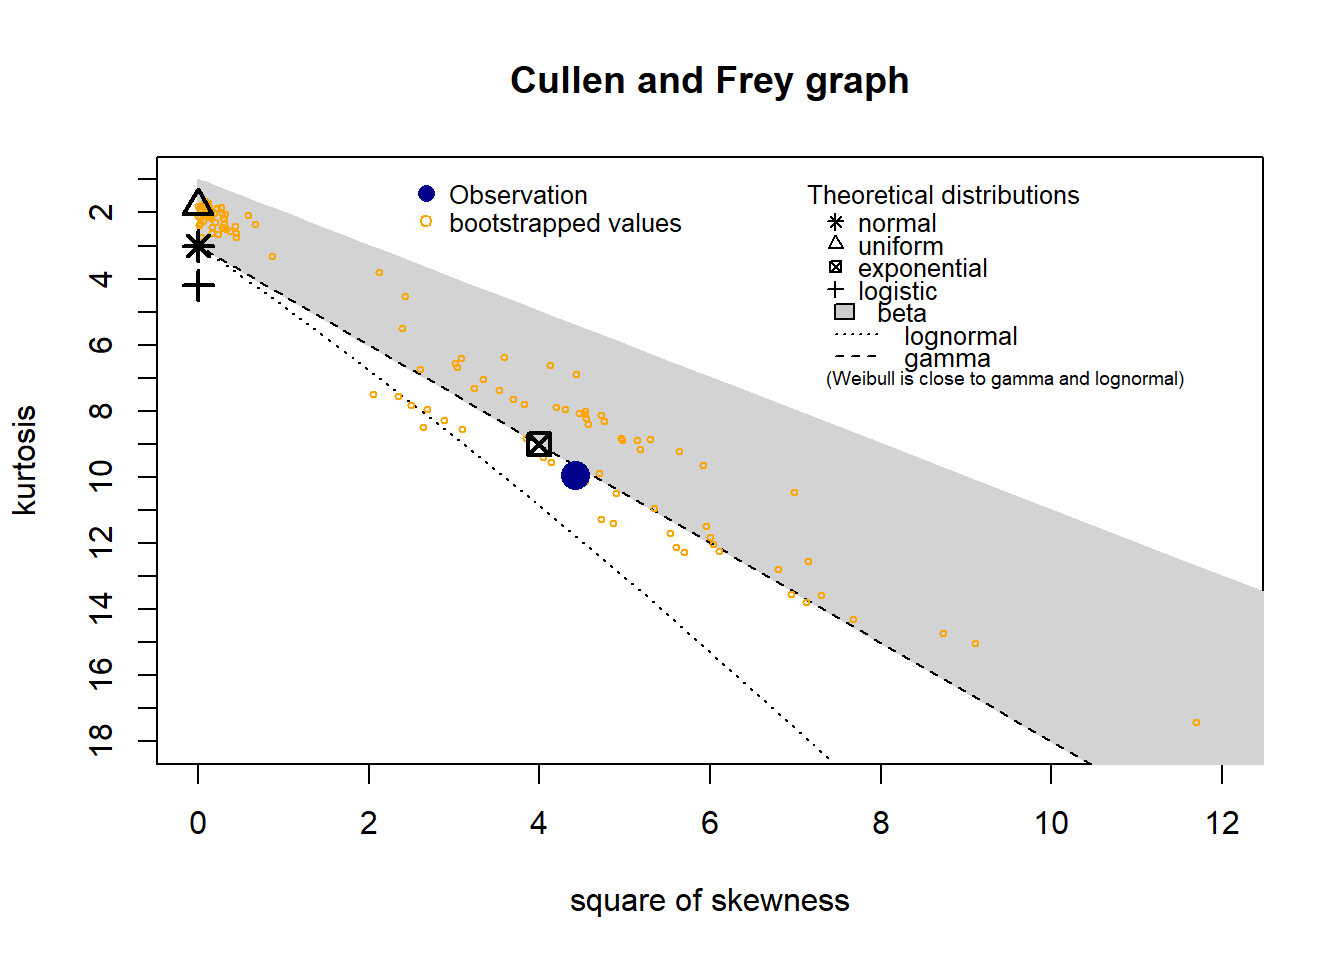 Cullen and Frey graph
Observation
bootstrapped values
Theoretical distributions
normal
uniform
exponential
logistic
beta
lognormal
gamma
(Weibull is close to gamma and lognormal)
kurtosis
2
4
6
8
10
12
14
16
18
0 2 4 6 8 10 12
square of skewness